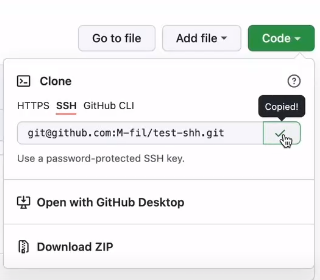 Go to file Add file Code
Clone
Copied!
HTTPS SSH GitHub CLI
git@github.com:M-fil/test-shh.git
Use a password-protected SSH key.
Open with GitHub Desktop
Download ZIP